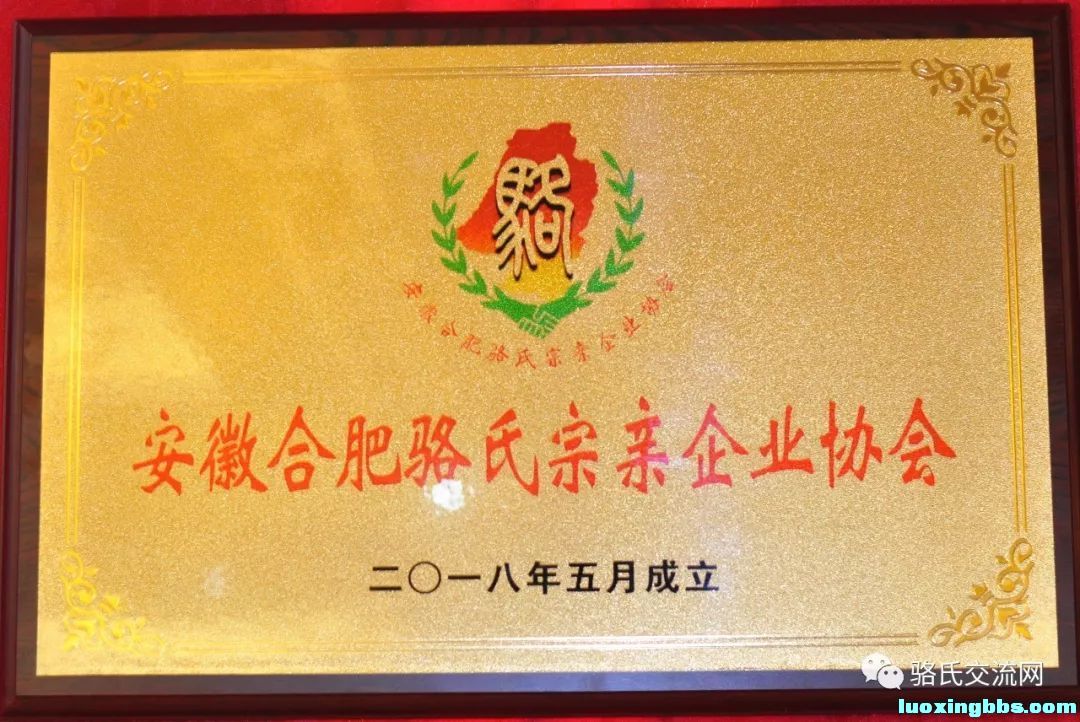 駱
安徽合肥骆氏宗亲企业协会
安徽合肥骆氏宗亲企业协会
二〇一八年五月成立
骆氏交流网
luoxingbbs.com